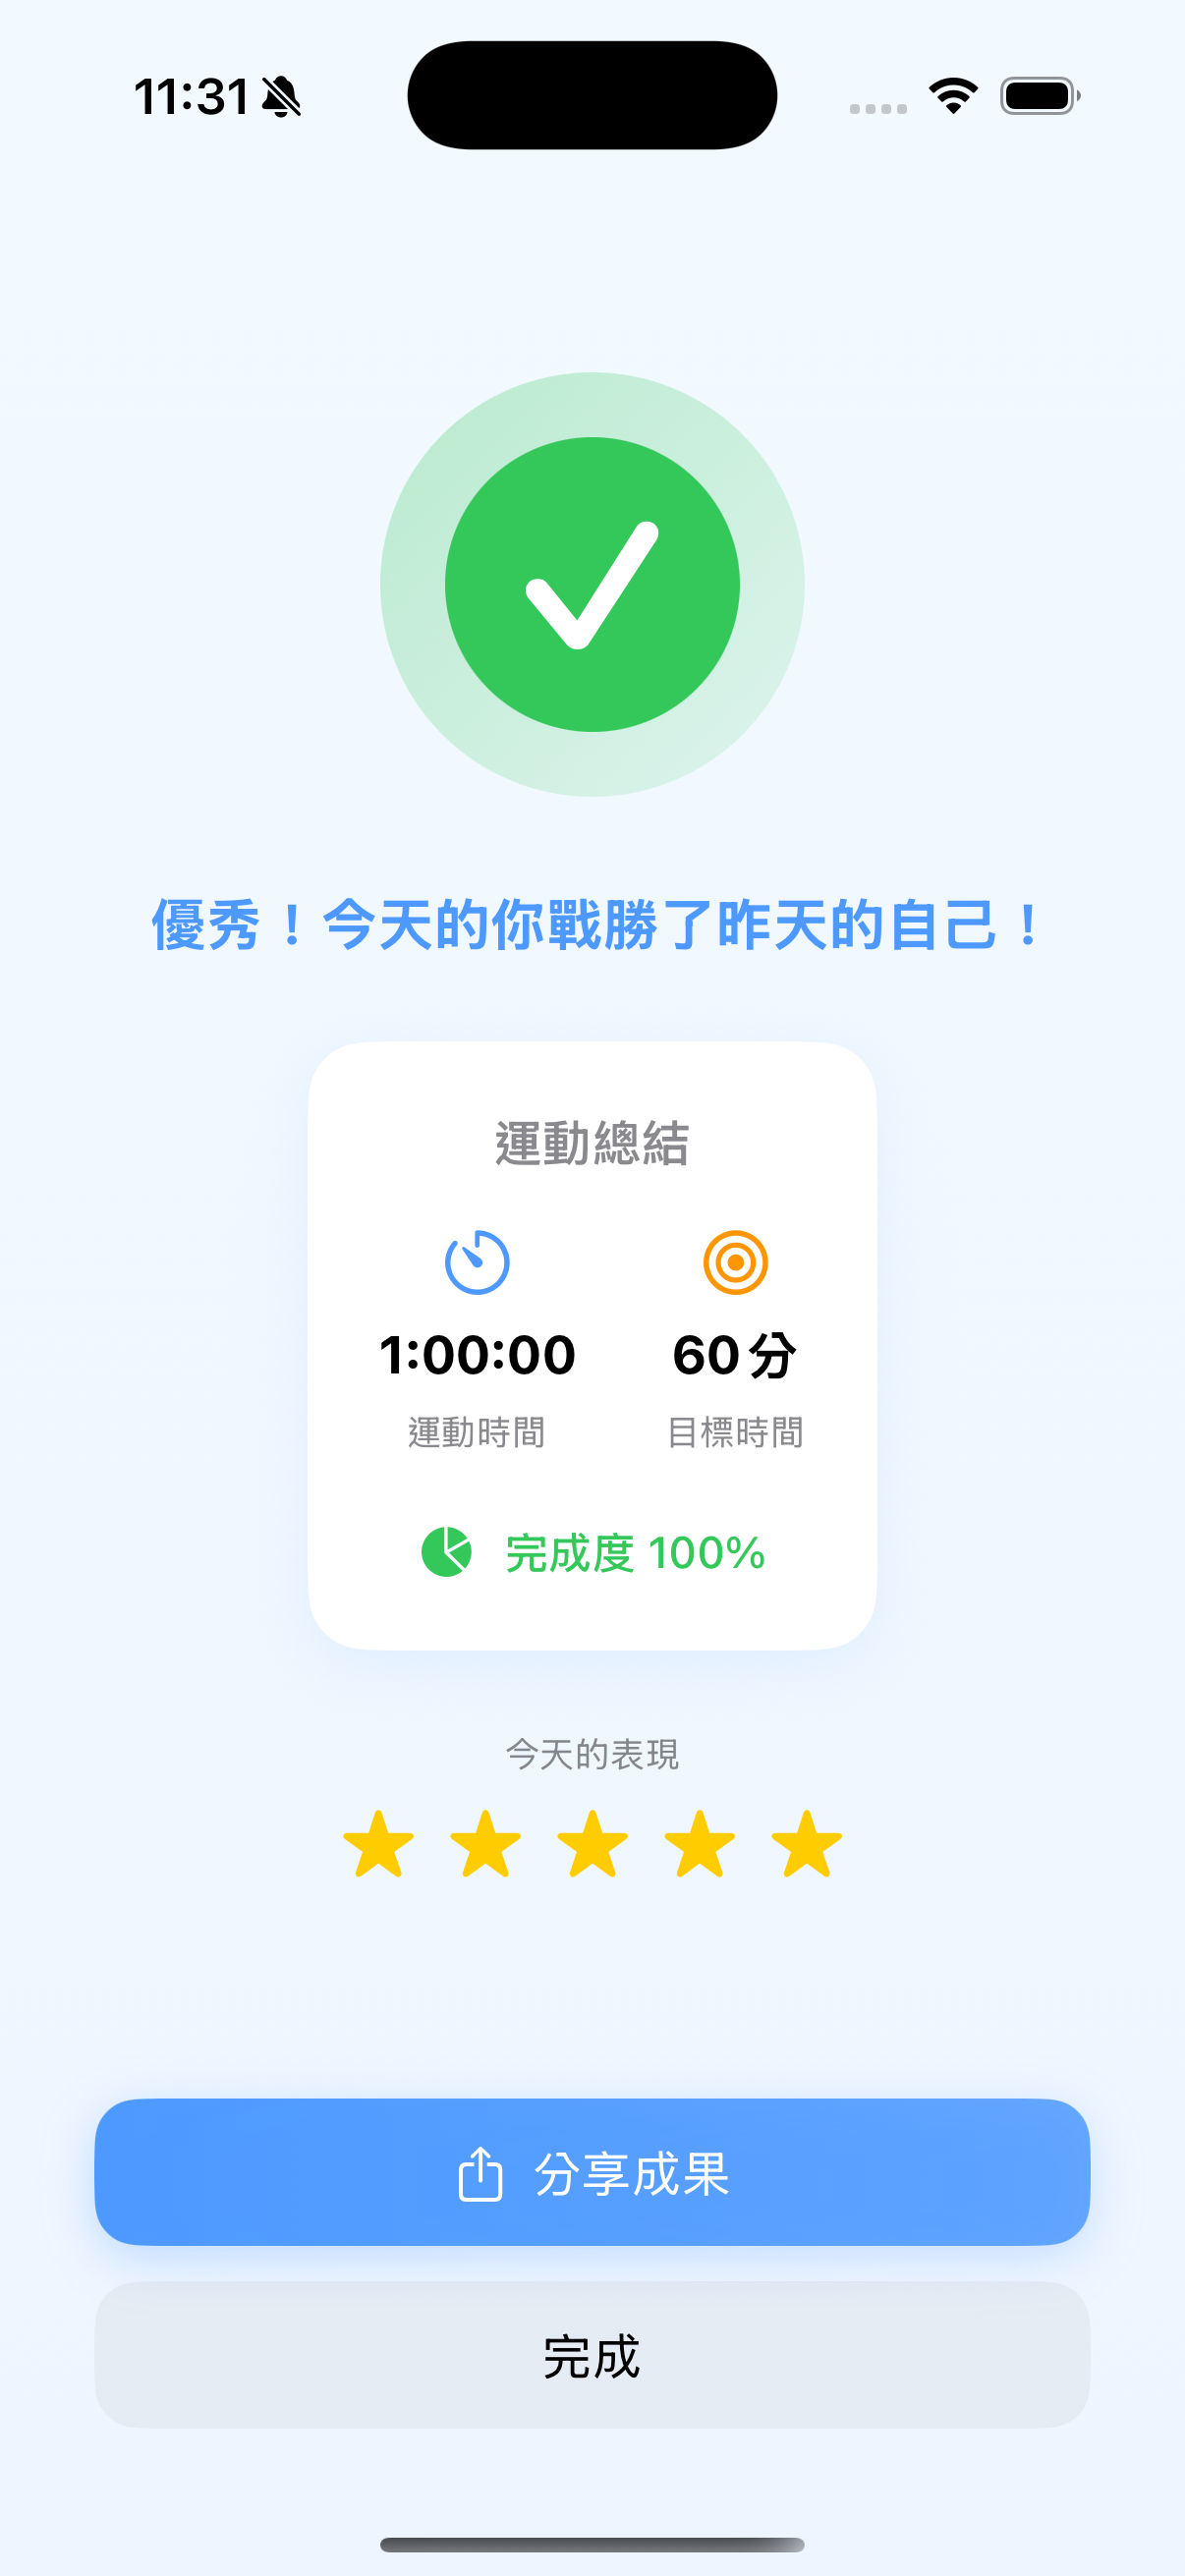 11:31
優秀！今天的你戰勝了昨天的自己！
運動總結
1:00:00 60分
運動時間 目標時間
完成度 100%
今天的表現
分享成果
完成